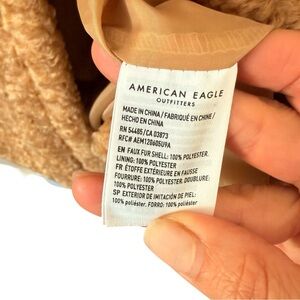 AMERICAN EAGLE
OUTFITTERS
MADE IN CHINA / FABRIQUÉ EN CHINE /
HECHO EN CHINA
RN 54485/CA 03873
RFC# AEM120605U9A
EN FAUX FUR SHELL: 100% POLYESTER.
LINING: 100% POLYESTER
FR: ÉTOFFE EXTÉRIEURE EN FAUSSE
FOURRURE: 100% POLYESTER. DOUBLURE:
100% POLYESTER
SP EXTERIOR DE IMITACIÓN DE PIEL:
100% poliéster. FORRO: 100% poliéster.